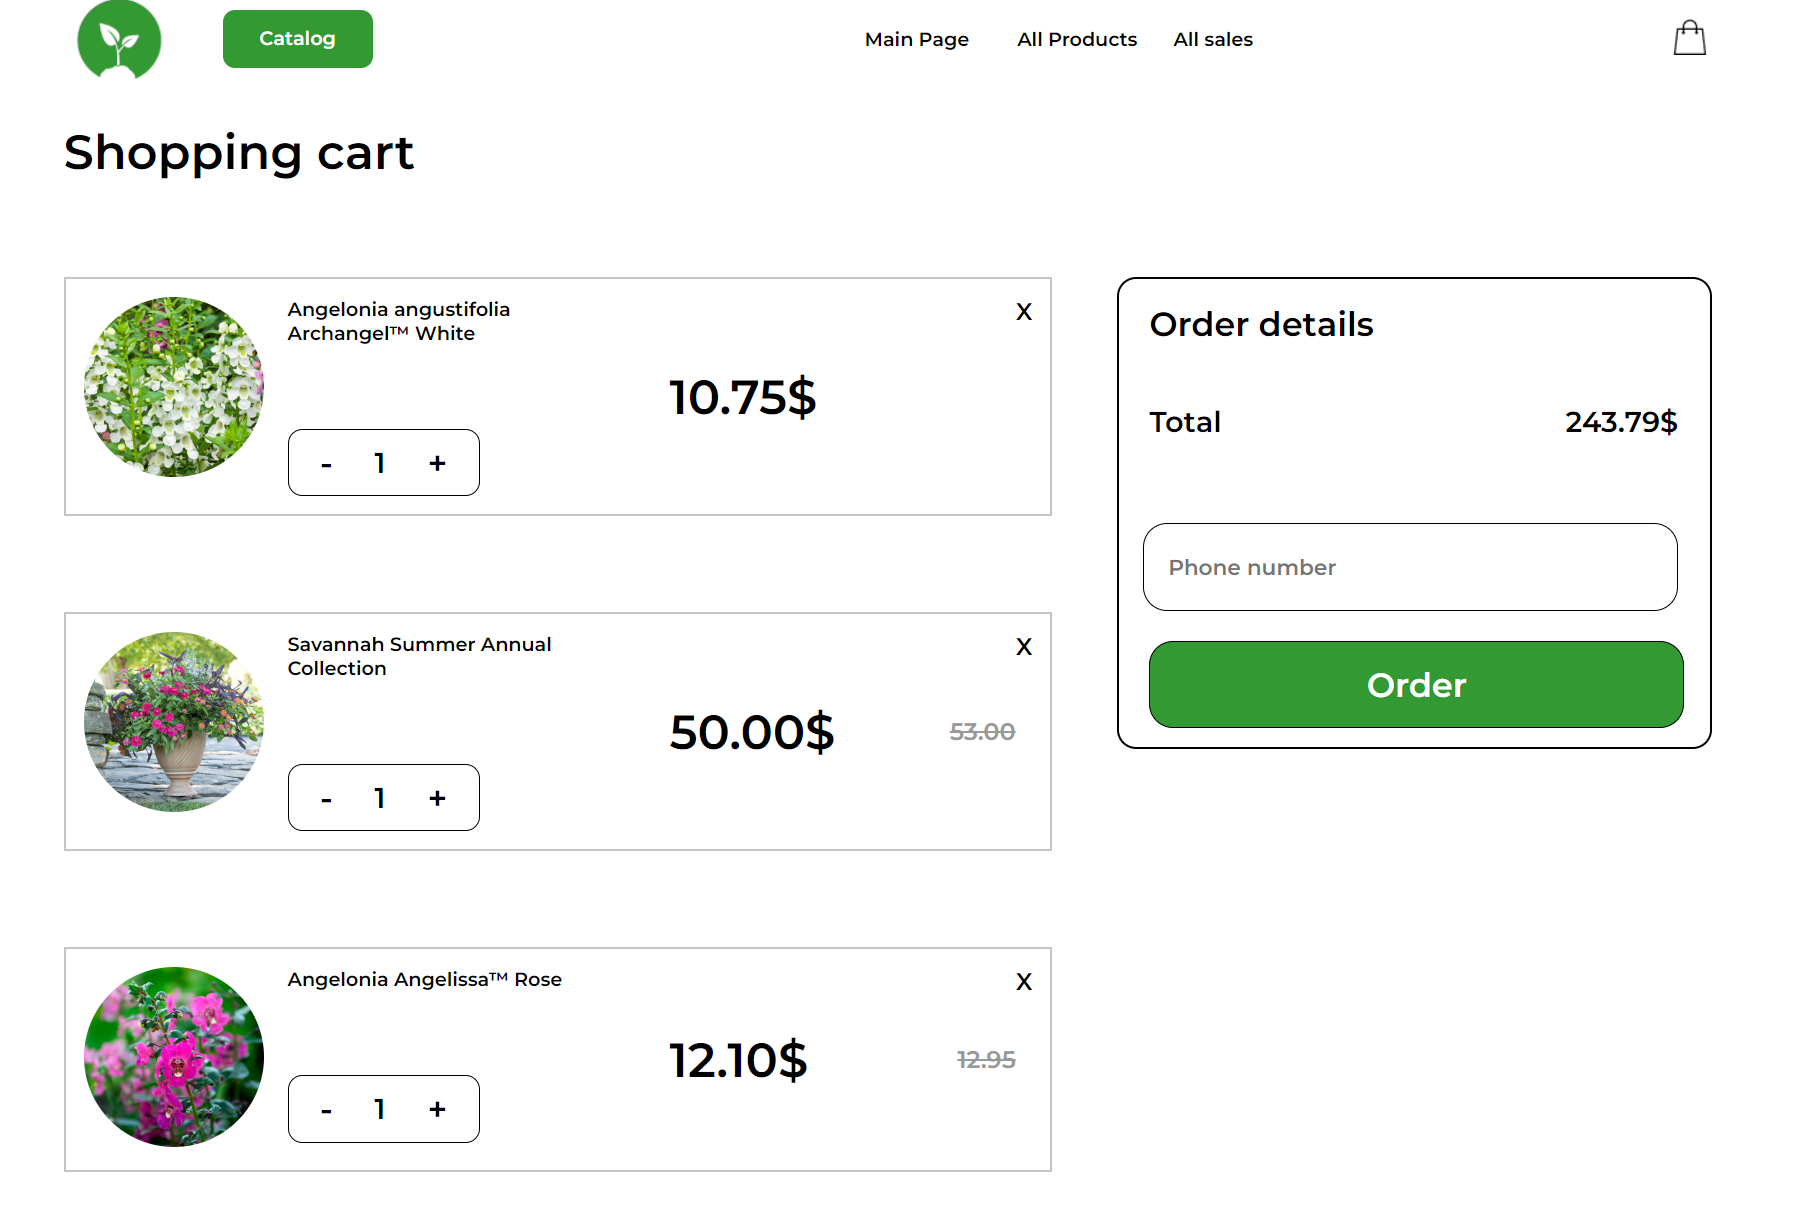 Catalog
Main Page
All Products
All sales
Shopping cart
Angelonia angustifolia
Archangel™ White
X
10.75$
- 1 +
Savannah Summer Annual
Collection
X
50.00$
53.00
- 1 +
Angelonia Angelissa™ Rose
X
12.10$
12.95
- 1 +
Order details
Total
243.79$
Phone number
Order